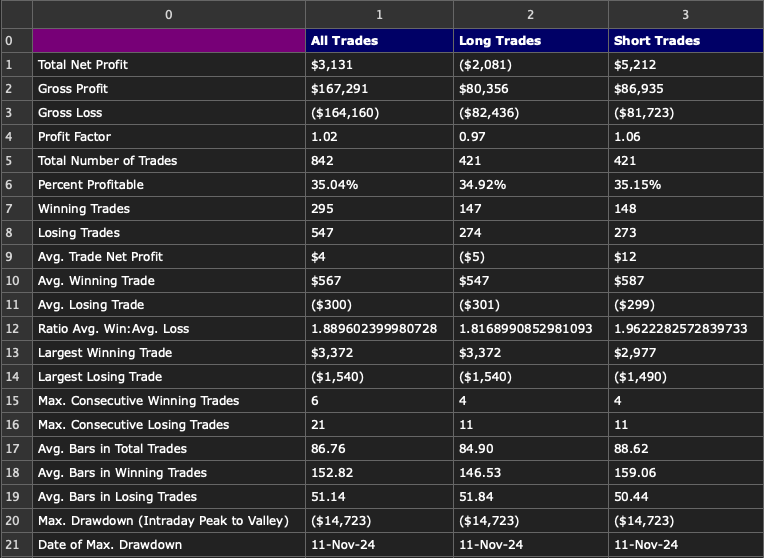 0 1 2 3
0 All Trades Long Trades Short Trades
1 Total Net Profit $3,131 ($2,081) $5,212
2 Gross Profit $167,291 $80,356 $86,935
3 Gross Loss ($164,160) ($82,436) ($81,723)
4 Profit Factor 1.02 0.97 1.06
5 Total Number of Trades 842 421 421
6 Percent Profitable 35.04% 34.92% 35.15%
7 Winning Trades 295 147 148
8 Losing Trades 547 274 273
9 Avg. Trade Net Profit $4 ($5) $12
10 Avg. Winning Trade $567 $547 $587
11 Avg. Losing Trade ($300) ($301) ($299)
12 Ratio Avg. Win:Avg. Loss 1.889602399980728 1.8168990852981093 1.9622282572839733
13 Largest Winning Trade $3,372 $3,372 $2,977
14 Largest Losing Trade ($1,540) ($1,540) ($1,490)
15 Max. Consecutive Winning Trades 6 4 4
16 Max. Consecutive Losing Trades 21 11 11
17 Avg. Bars in Total Trades 86.76 84.90 88.62
18 Avg. Bars in Winning Trades 152.82 146.53 159.06
19 Avg. Bars in Losing Trades 51.14 51.84 50.44
20 Max. Drawdown (Intraday Peak to Valley) ($14,723) ($14,723) ($14,723)
21 Date of Max. Drawdown 11-Nov-24 11-Nov-24 11-Nov-24